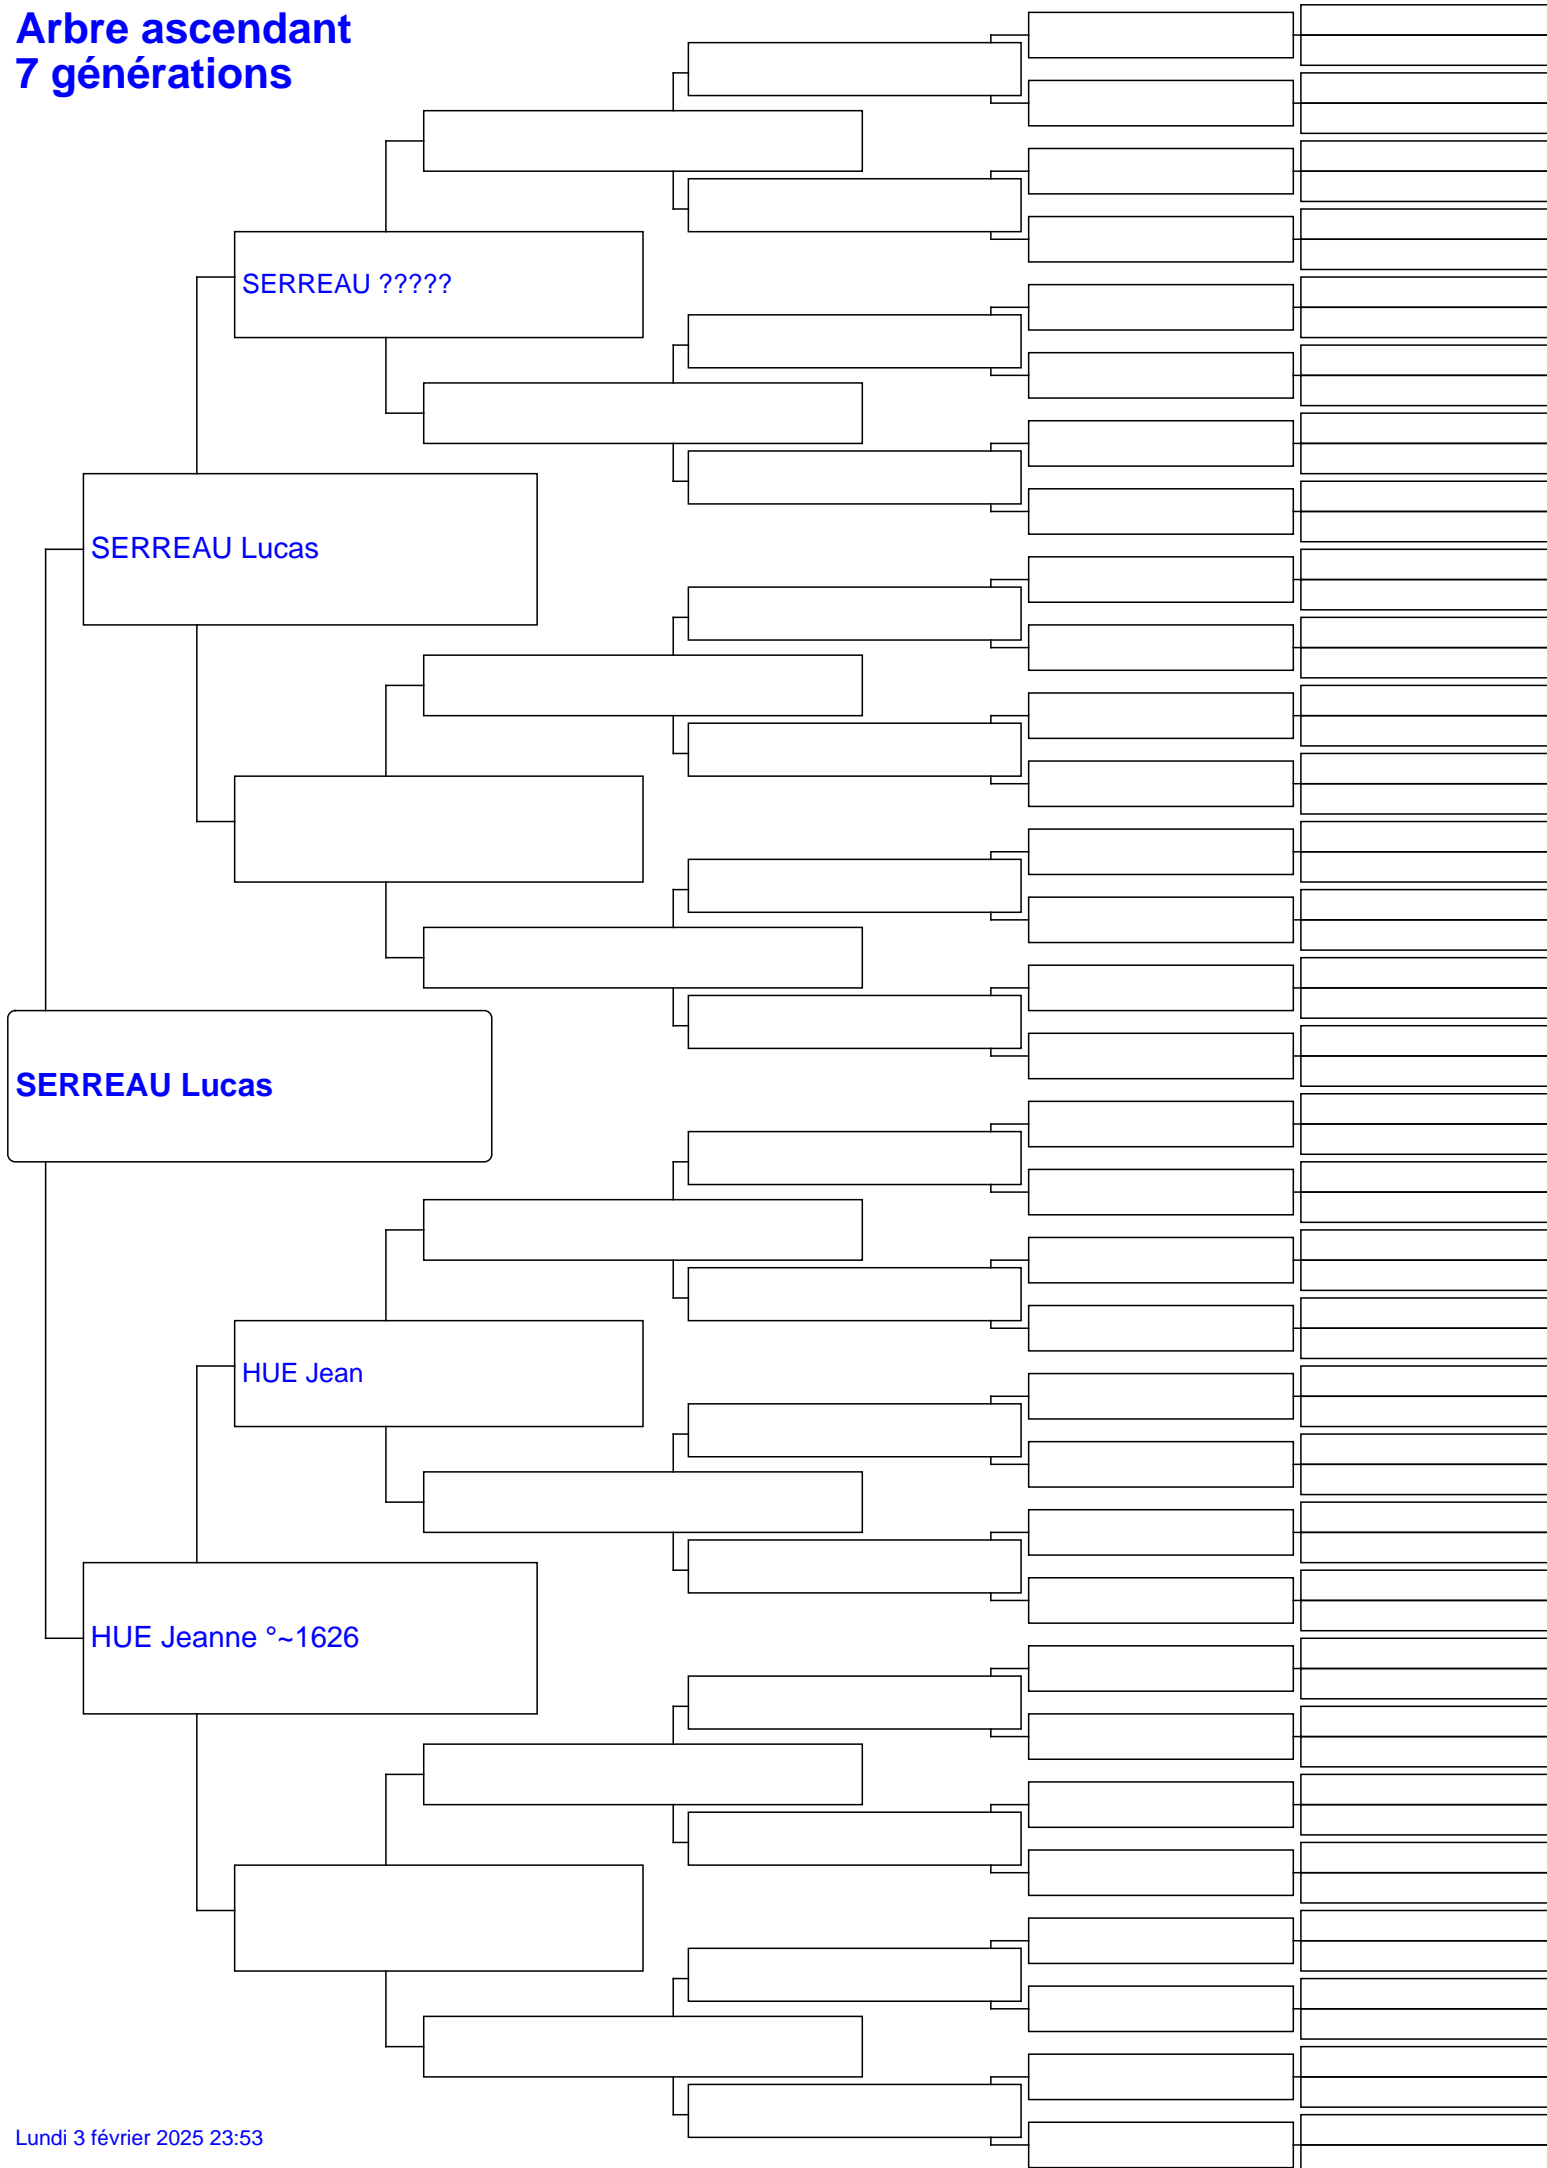 Arbre ascendant
7 générations
SERREAU ?????
SERREAU Lucas
SERREAU Lucas
HUE Jean
HUE Jeanne °~1626
Lundi 3 février 2025 23:53